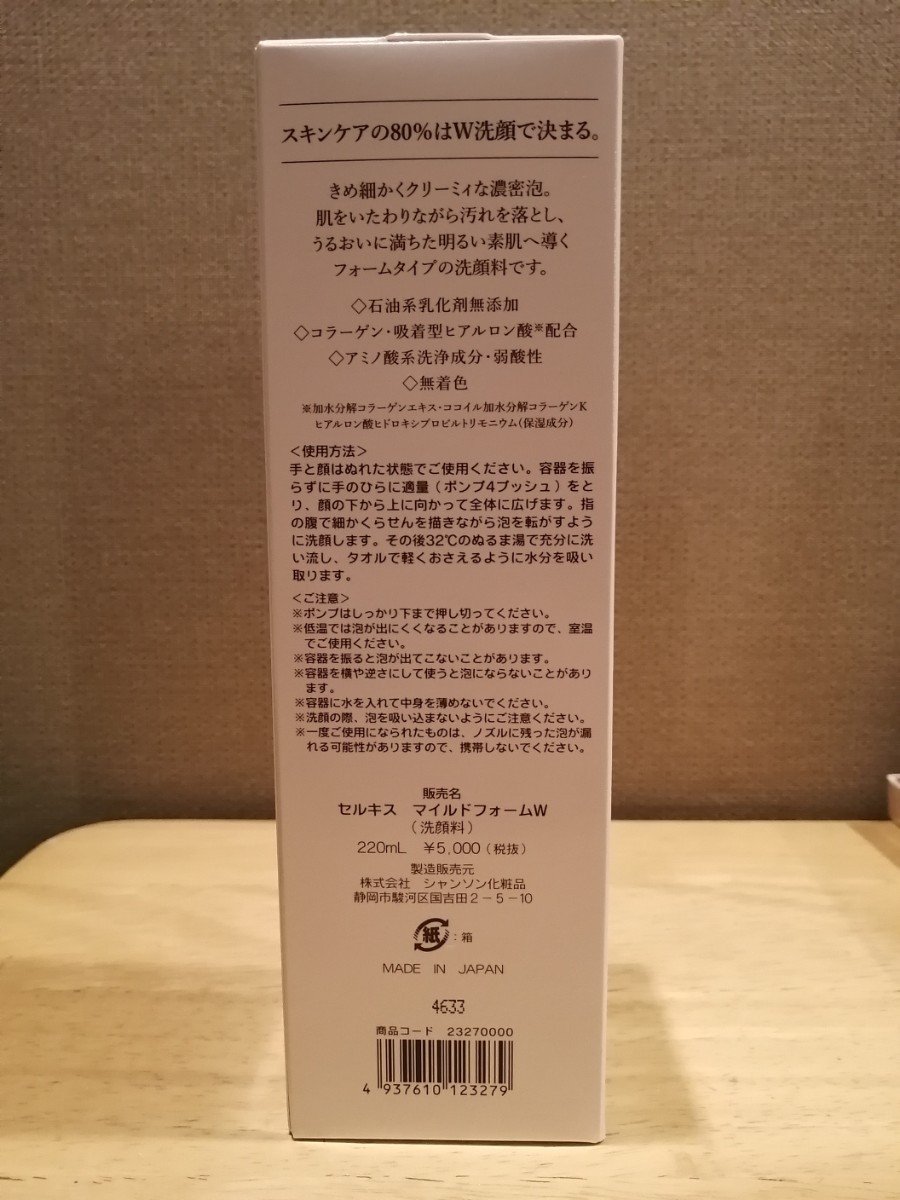 スキンケアの80%はW洗顔で決まる。
きめ細かくクリーミィな濃密泡。
肌をいたわりながら汚れを落とし、
うるおいに満ちた明るい素肌へ導く
フォームタイプの洗顔料です。
◇石油系乳化剤無添加
◇コラーゲン・吸着型ヒアルロン酸※配合
◇アミノ酸系洗浄成分・弱酸性
◇無着色
※加水分解コラーゲンエキス・ココイル加水分解コラーゲンK
ヒアルロン酸ヒドロキシプロピルトリモニウム(保湿成分)
<使用方法>
手と顔はぬれた状態でご使用ください。容器を振
らずに手のひらに適量(ポンプ4プッシュ)をと
り、顔の下から上に向かって全体に広げます。指
の腹で細かくらせんを描きながら泡を転がすよう
に洗顔します。その後32℃のぬるま湯で充分に洗
い流し、タオルで軽くおさえるように水分を吸い
取ります。
<ご注意>
※ポンプはしっかり下まで押し切ってください。
※低温では泡が出にくくなることがありますので、室温
でご使用ください。
※容器を振ると泡が出てこないことがあります。
※容器を横や逆さにして使うと泡にならないことがあり
ます。
※容器に水を入れて中身を薄めないでください。
※洗顔の際、泡を吸い込まないようにご注意ください。
※一度ご使用になられたものは、ノズルに残った泡が漏
れる可能性がありますので、携帯しないでください。
販売名
セルキス マイルドフォームW
(洗顔料)
220mL ¥5,000(税抜)
製造販売元
株式会社 シャンソン化粧品
静岡市駿河区国吉田2-5-10
紙:箱
MADE IN JAPAN
4633
商品コード 23270000
4 937610 123279